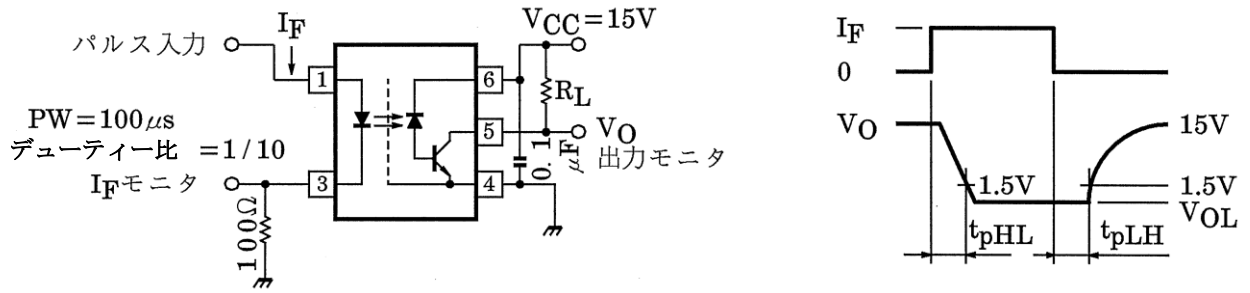 パルス入力
I_F
V_CC=15V
1
6
R_L
PW=100μs
デューティー比 =1/10
5
V_O
出力モニタ
0.1μF
I_Fモニタ
3
4
100Ω
I_F
0
V_O
15V
1.5V
1.5V
V_OL
t_pHL
t_pLH